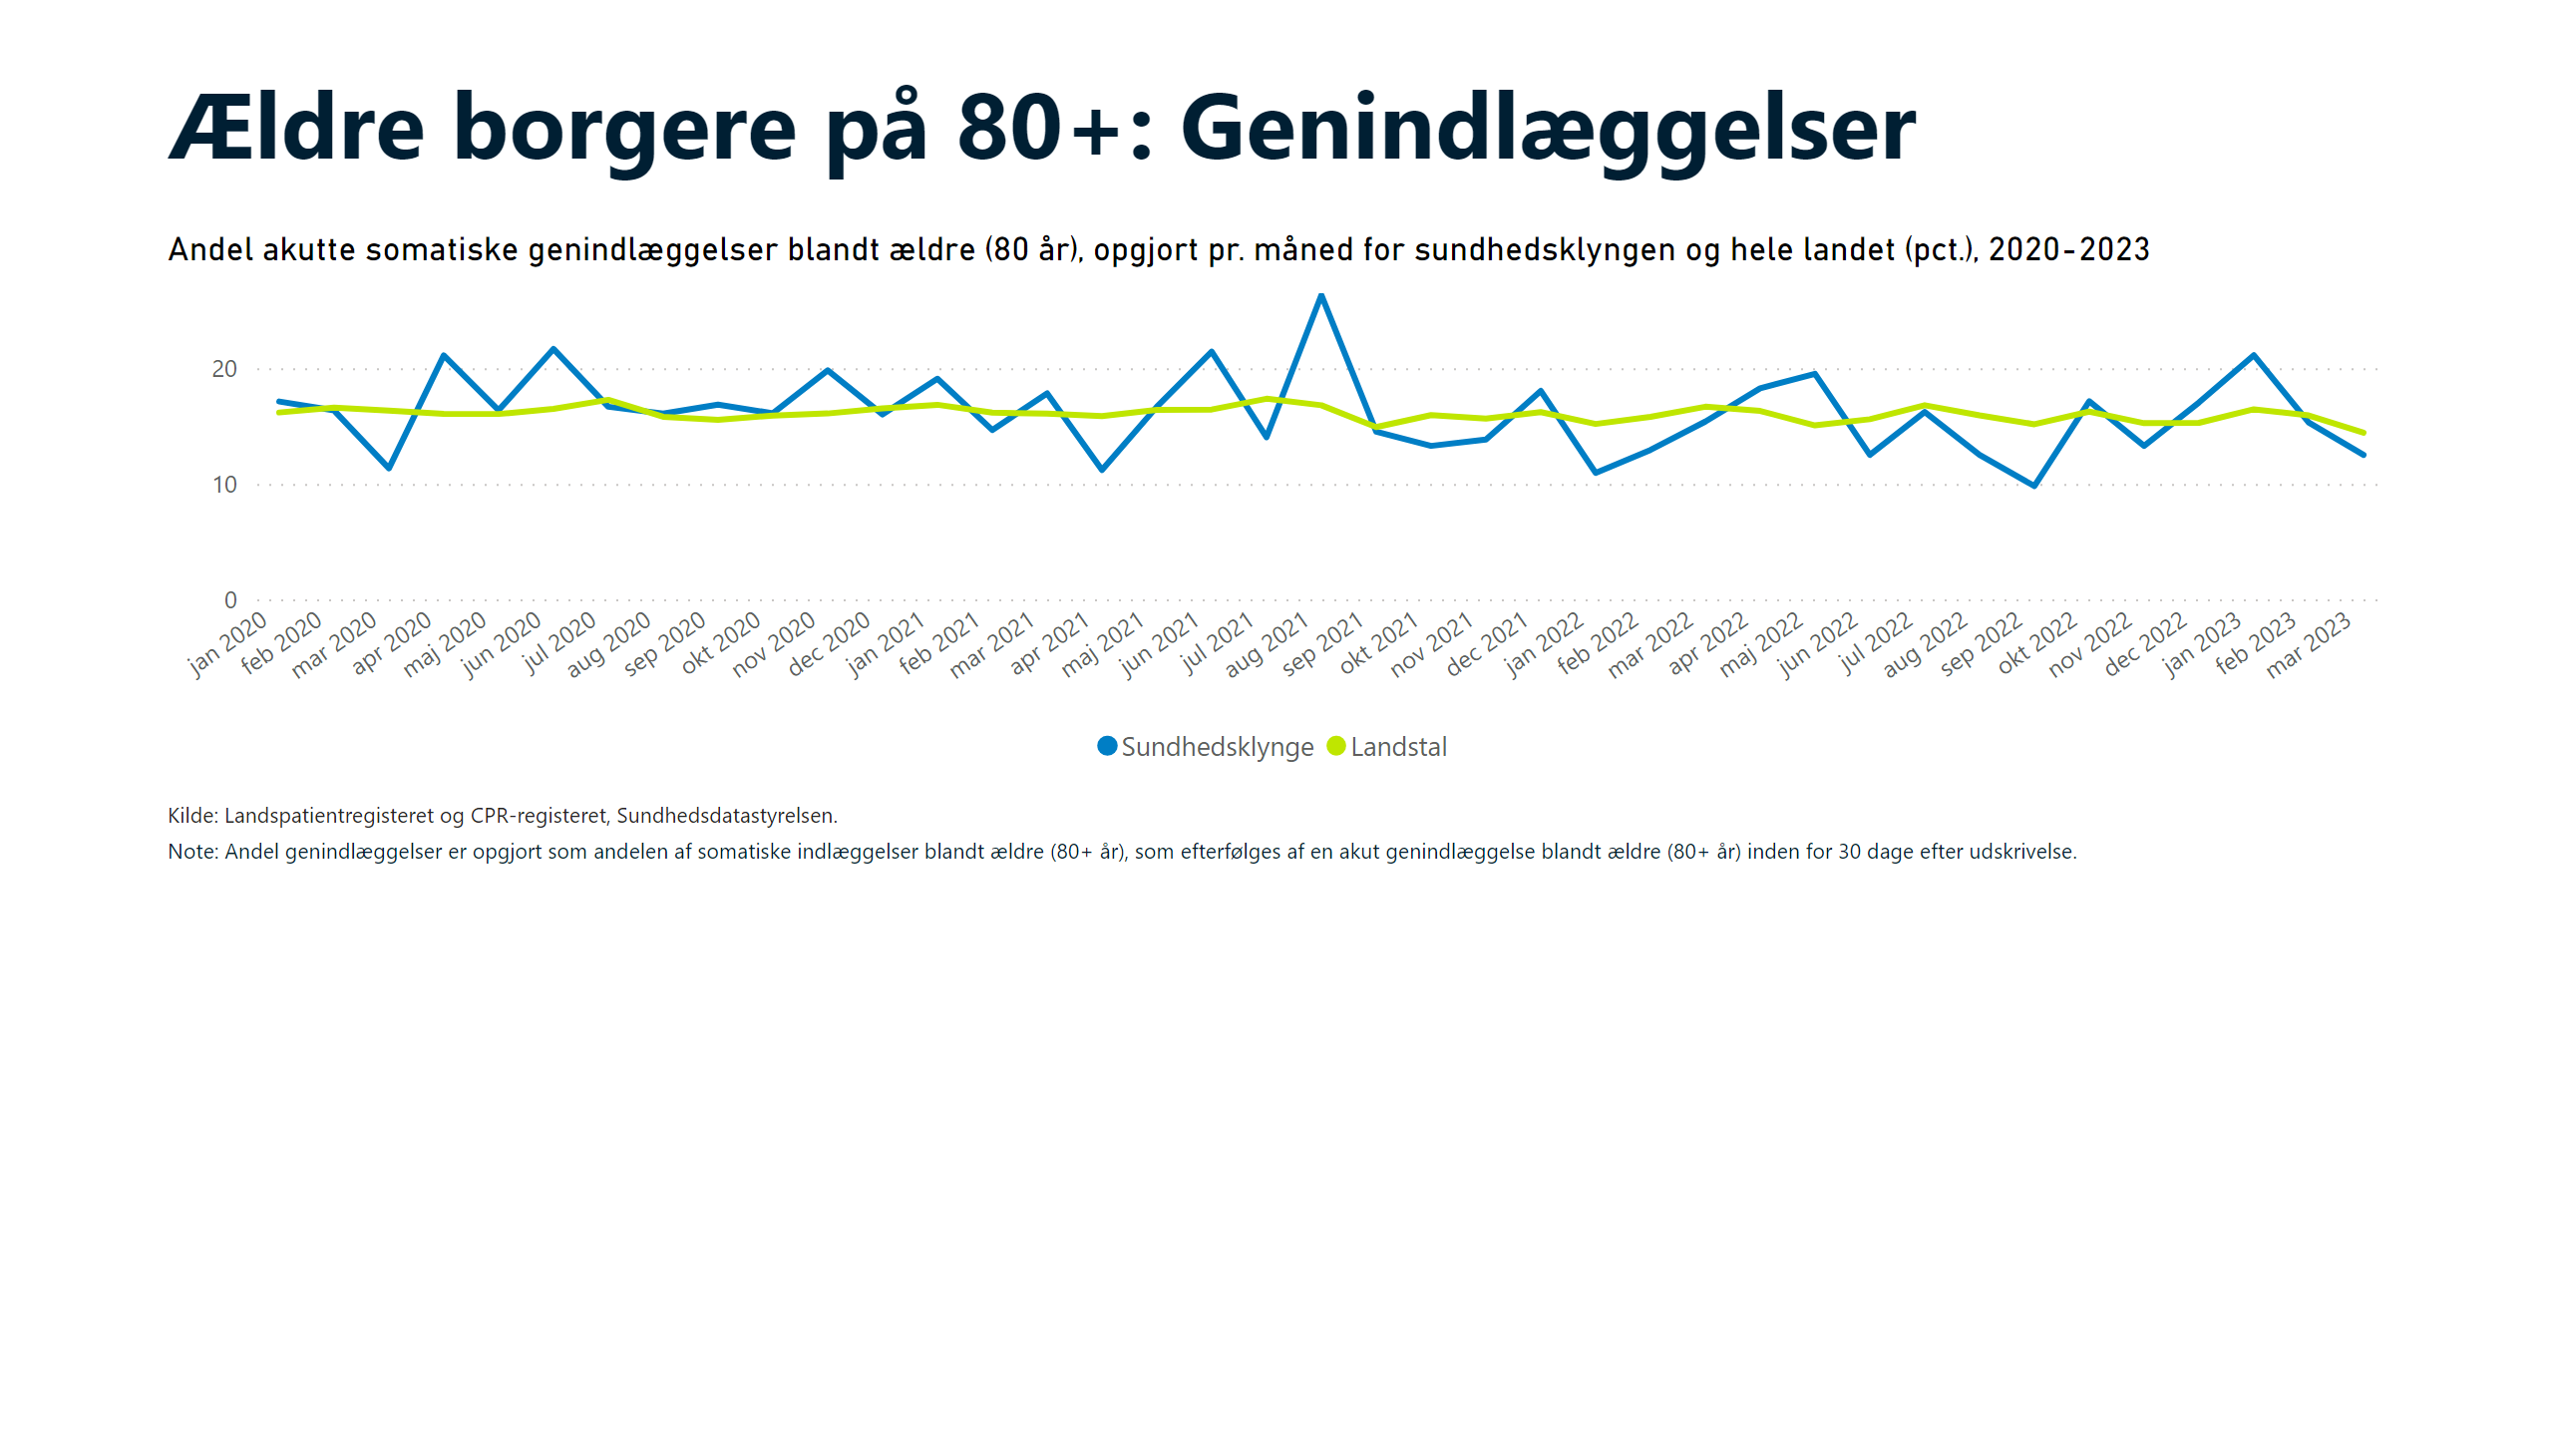 Ældre borgere på 80+: Genindlæggelser
Andel akutte somatiske genindlæggelser blandt ældre (80 år), opgjort pr. måned for sundhedsklyngen og hele landet (pct.), 2020-2023
20
10
0
jan 2020
feb 2020
mar 2020
apr 2020
maj 2020
jun 2020
jul 2020
aug 2020
sep 2020
okt 2020
nov 2020
dec 2020
jan 2021
feb 2021
mar 2021
apr 2021
maj 2021
jun 2021
jul 2021
aug 2021
sep 2021
okt 2021
nov 2021
dec 2021
jan 2022
feb 2022
mar 2022
apr 2022
maj 2022
jun 2022
jul 2022
aug 2022
sep 2022
okt 2022
nov 2022
dec 2022
jan 2023
feb 2023
mar 2023
Sundhedsklynge Landstal
Kilde: Landspatientregisteret og CPR-registeret, Sundhedsdatastyrelsen.
Note: Andel genindlæggelser er opgjort som andelen af somatiske indlæggelser blandt ældre (80+ år), som efterfølges af en akut genindlæggelse blandt ældre (80+ år) inden for 30 dage efter udskrivelse.